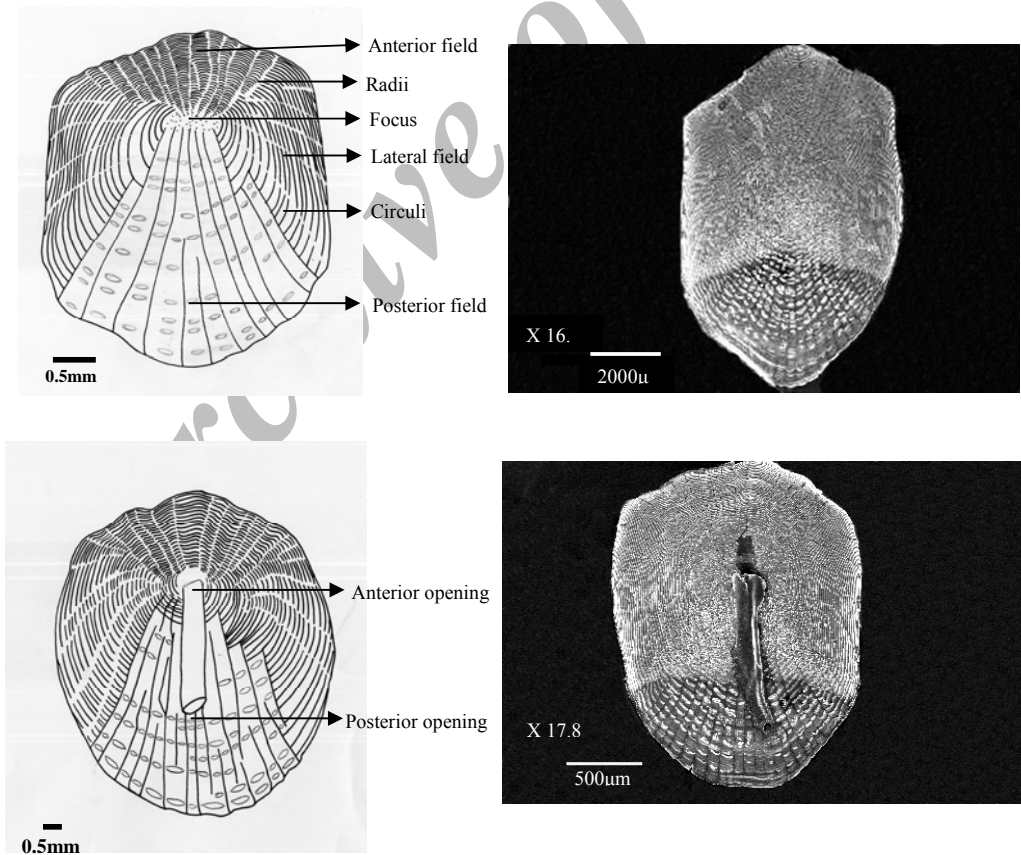 Anterior field
Radii
Focus
Lateral field
Circuli
Posterior field
0.5mm
X 16.
2000µ
Anterior opening
Posterior opening
0.5mm
X 17.8
500µm